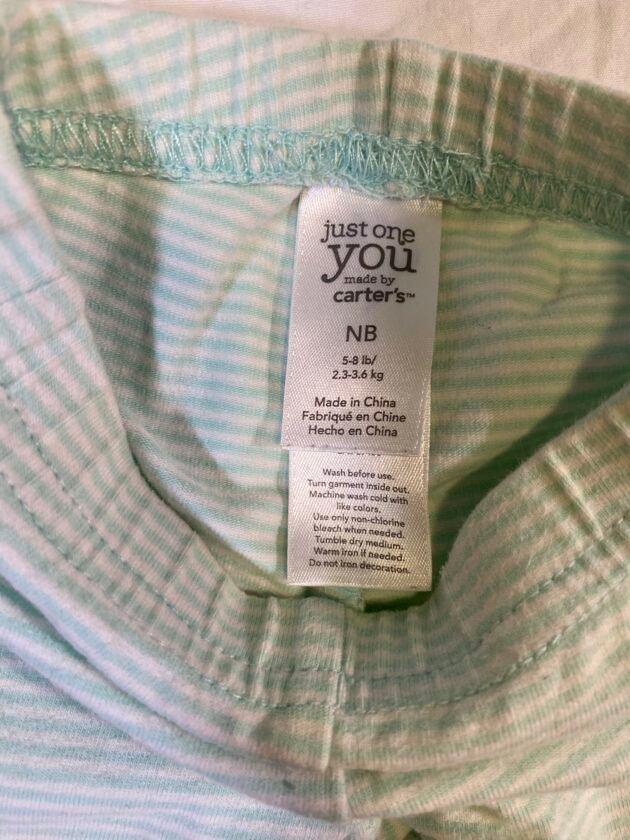 just one
you
made by
carter's™
NB
5-8 lb/
2.3-3.6 kg
Made in China
Fabriqué en Chine
Hecho en China
Wash before use.
Turn garment inside out.
Machine wash cold with
like colors.
Use only non-chlorine
bleach when needed.
Tumble dry medium.
Warm iron if needed.
Do not iron decoration.